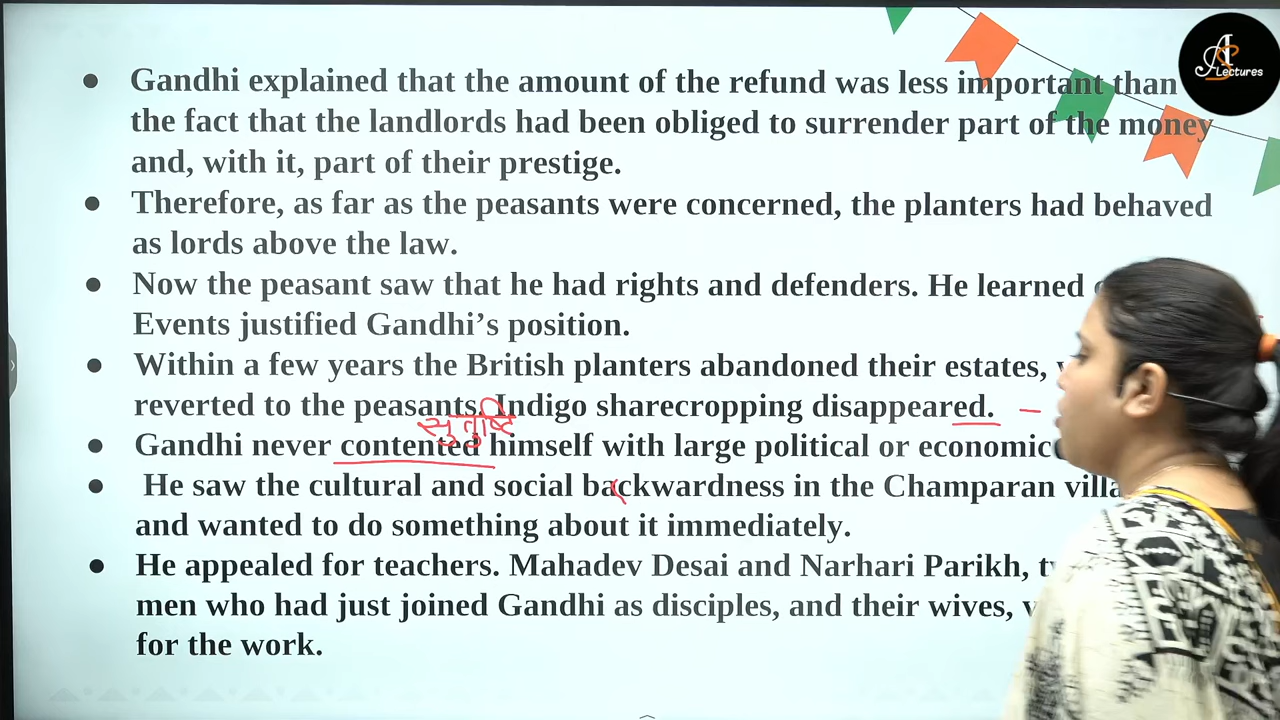 AS Lectures
● Gandhi explained that the amount of the refund was less important than
the fact that the landlords had been obliged to surrender part of the money
and, with it, part of their prestige.
● Therefore, as far as the peasants were concerned, the planters had behaved
as lords above the law.
● Now the peasant saw that he had rights and defenders. He learned
Events justified Gandhi's position.
● Within a few years the British planters abandoned their estates,
reverted to the peasants. Indigo sharecropping disappeared. -
● Gandhi never contented himself with large political or economic
● He saw the cultural and social backwardness in the Champaran
and wanted to do something about it immediately.
● He appealed for teachers. Mahadev Desai and Narhari Parikh,
men who had just joined Gandhi as disciples, and their wives,
for the work.